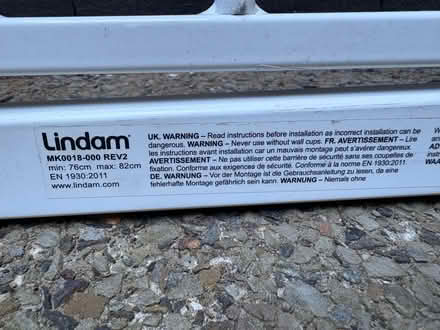 Lindam
MK0018-000 REV2
min: 76cm max: 82cm
EN 1930:2011
www.lindam.com
UK. WARNING – Read instructions before installation as incorrect installation can be
dangerous. WARNING – Never use without wall cups. FR. AVERTISSEMENT – Lire
les instructions avant installation car un mauvais montage peut s'avérer dangereux.
AVERTISSEMENT – Ne pas utiliser cette barrière de sécurité sans ses coupelles de
fixation. Conforme aux exigences de sécurité. Conforme à la norme EN 1930:2011
DE. WARNUNG – Vor der Montage ist die Gebrauchsanleitung zu lesen, da eine
fehlerhafte Montage gefährlich sein kann. WARNUNG – Niemals ohne